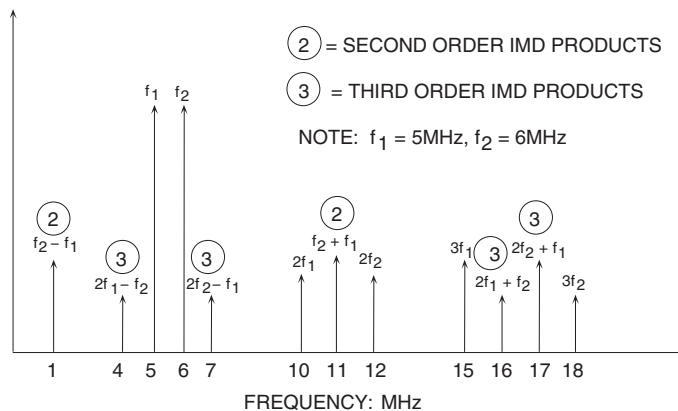 2 = SECOND ORDER IMD PRODUCTS
3 = THIRD ORDER IMD PRODUCTS
NOTE: f1 = 5MHz, f2 = 6MHz
f1 f2
2 3 3 2 3 3
f2 – f1 2f1 – f2 2f2 – f1 2f1 f2 + f1 2f2 3f1 2f1 + f2 2f2 + f1 3f2
1 4 5 6 7 10 11 12 15 16 17 18
FREQUENCY: MHz